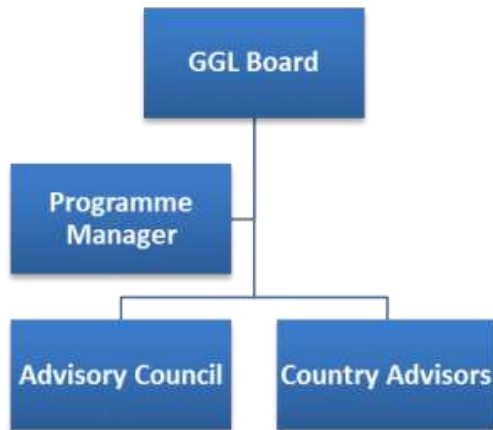 GGL Board
Programme
Manager
Advisory Council
Country Advisors